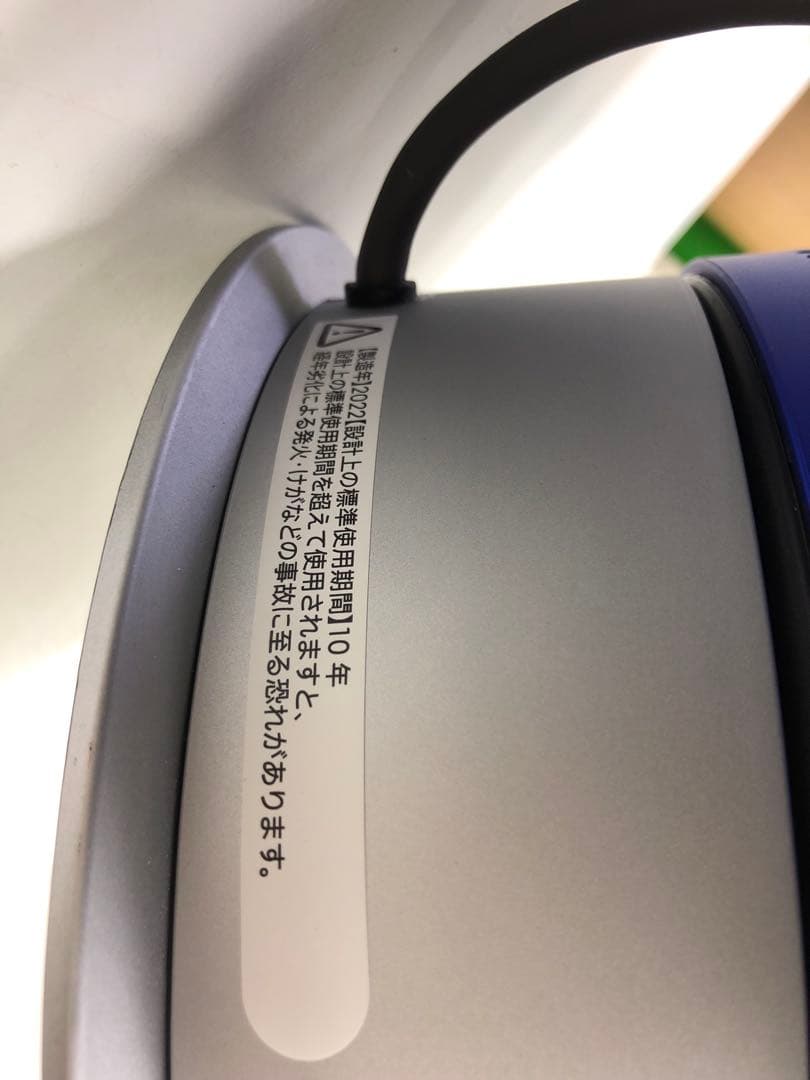 【製造年】2022【設計上の標準使用期間】10 年
設計上の標準使用期間を超えて使用されますと、
経年劣化による発火・けがなどの事故に至る恐れがあります。